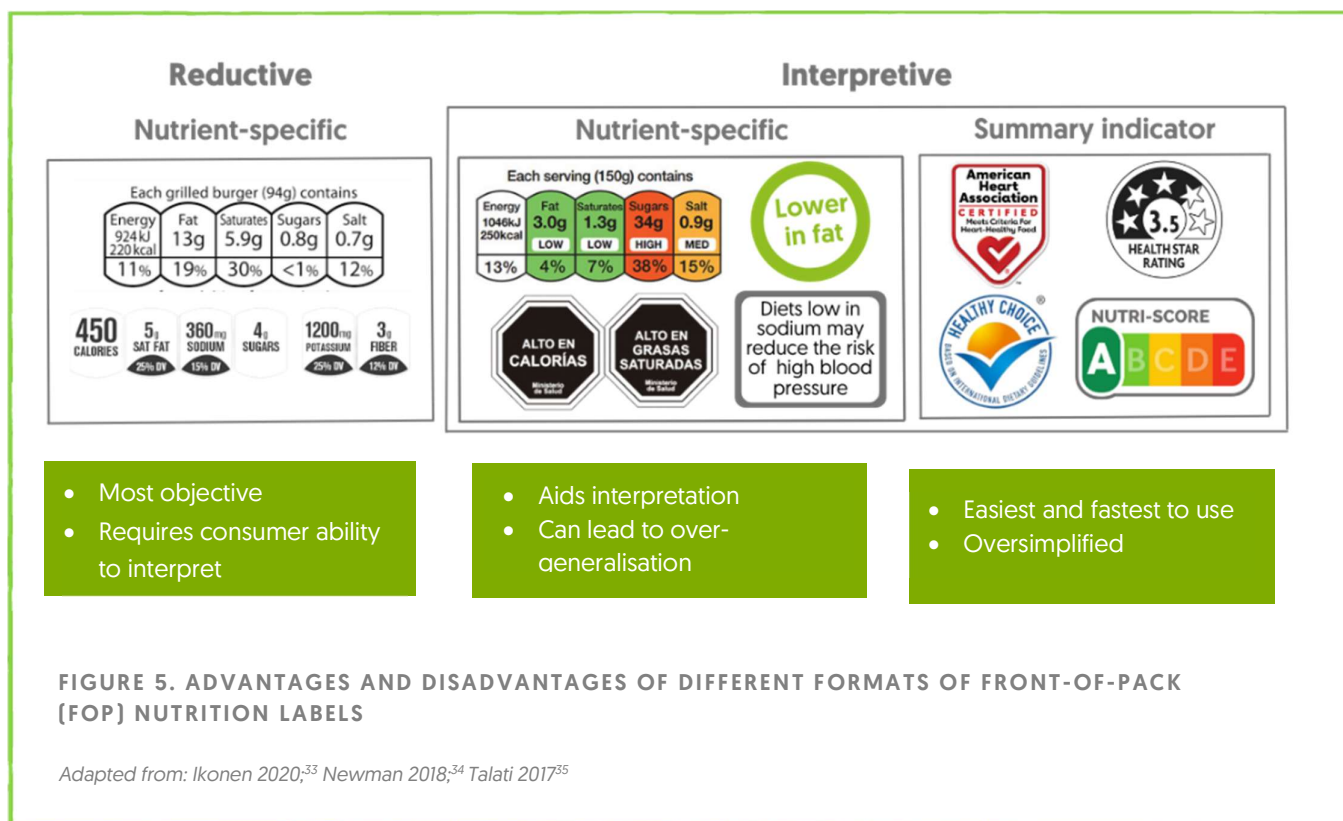 Reductive
Interpretive
Nutrient-specific
Nutrient-specific
Summary indicator
Each grilled burger (94g) contains
Energy
924kJ
220kcal
11%
Fat
13g
19%
Saturates
5.9g
30%
Sugars
0.8g
<1%
Salt
0.7g
12%
450
CALORIES
5g
SAT FAT
25% DV
360mg
SODIUM
15% DV
4g
SUGARS
1200mg
POTASSIUM
25% DV
3g
FIBER
12% DV
Each serving (150g) contains
Energy
1046kJ
250kcal
13%
Fat
3.0g
LOW
4%
Saturates
1.3g
LOW
7%
Sugars
34g
HIGH
38%
Salt
0.9g
MED
15%
Lower
in fat
ALTO EN
CALORÍAS
Ministerio
de Salud
ALTO EN
GRASAS
SATURADAS
Ministerio
de Salud
Diets low in
sodium may
reduce the risk
of high blood
pressure
American
Heart
Association
CERTIFIED
Meets Criteria For
Heart-Healthy Food
3.5
HEALTH STAR
RATING
HEALTHY CHOICE
®
BASED ON INTERNATIONAL DIETARY GUIDELINES
NUTRI-SCORE
A B C D E
• Most objective
• Requires consumer ability
to interpret
• Aids interpretation
• Can lead to over-
generalisation
• Easiest and fastest to use
• Oversimplified
FIGURE 5. ADVANTAGES AND DISADVANTAGES OF DIFFERENT FORMATS OF FRONT-OF-PACK
(FOP) NUTRITION LABELS
Adapted from: Ikonen 2020;33 Newman 2018;34 Talati 201735